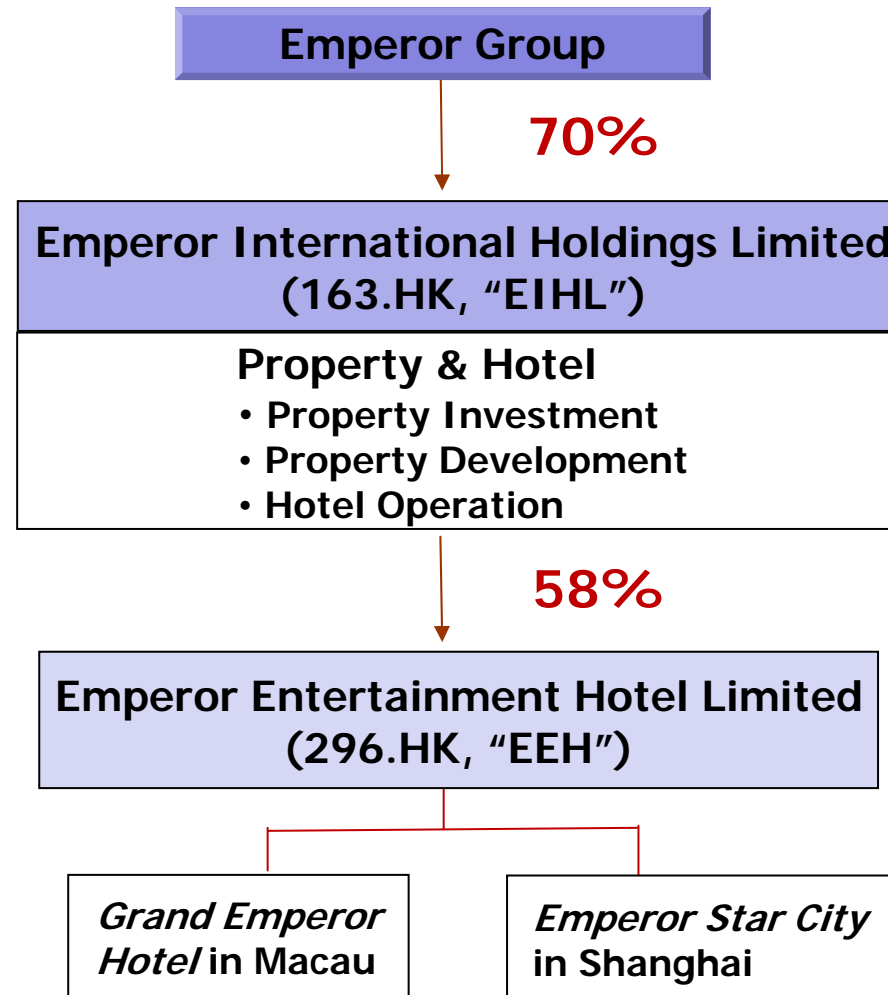 Emperor Group
70%
Emperor International Holdings Limited
(163.HK, “EIHL”)
Property & Hotel
• Property Investment
• Property Development
• Hotel Operation
58%
Emperor Entertainment Hotel Limited
(296.HK, “EEH”)
Grand Emperor
Hotel in Macau
Emperor Star City
in Shanghai